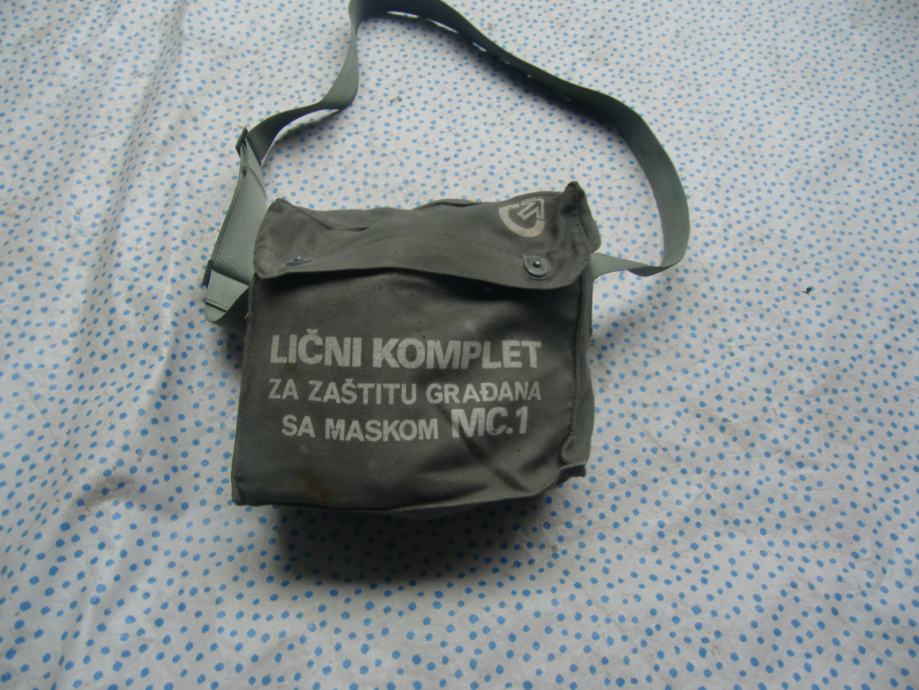 LIČNI KOMPLET
ZA ZAŠTITU GRAĐANA
SA MASKOM MC.1